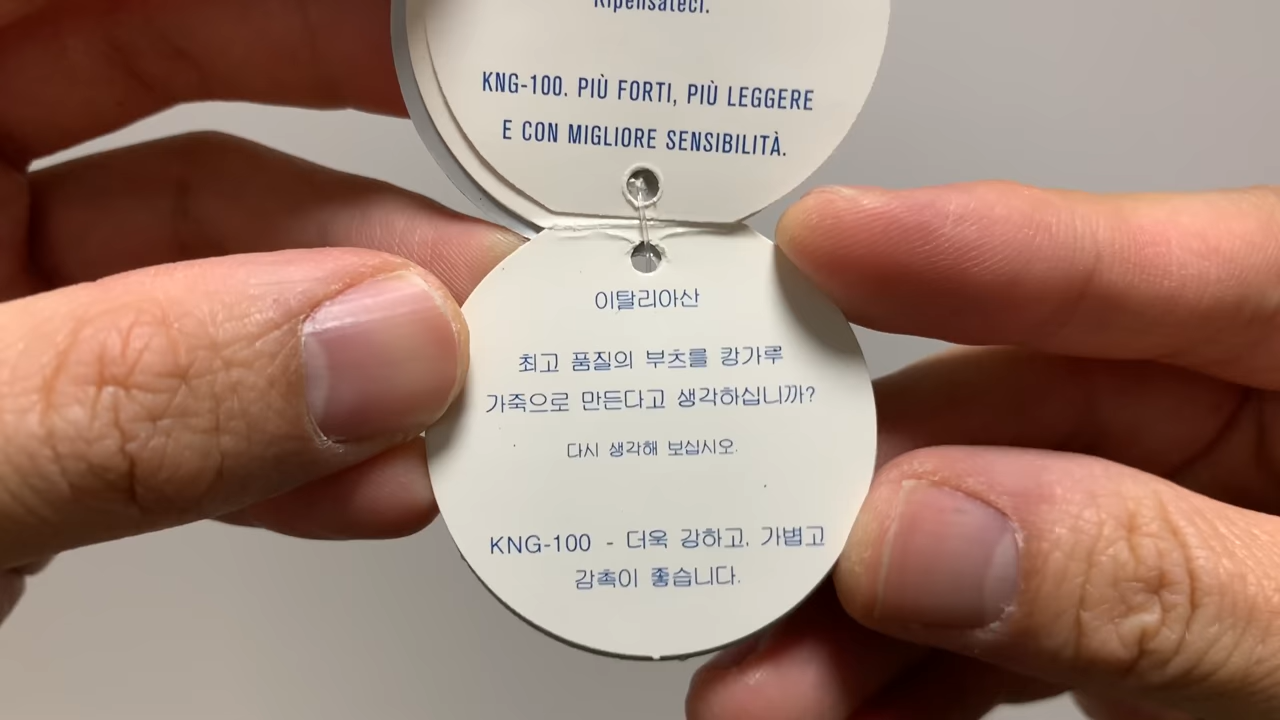 Ripensateci.
KNG-100. PIÙ FORTI, PIÙ LEGGERE
E CON MIGLIORE SENSIBILITÀ.
이탈리아산
최고 품질의 부츠를 캉가루
가죽으로 만든다고 생각하십니까?
다시 생각해 보십시오.
KNG-100 - 더욱 강하고, 가볍고
감촉이 좋습니다.